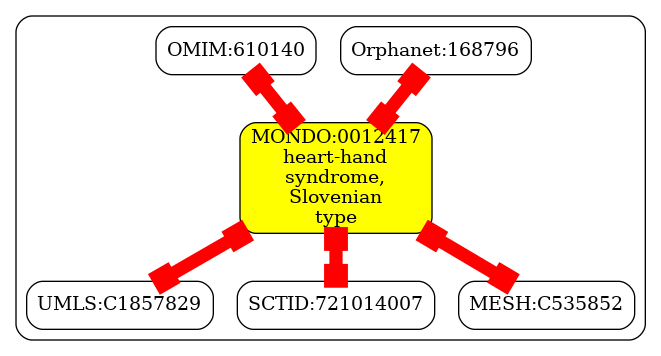 OMIM:610140
Orphanet:168796
MONDO:0012417
heart-hand
syndrome,
Slovenian
type
UMLS:C1857829
SCTID:721014007
MESH:C535852